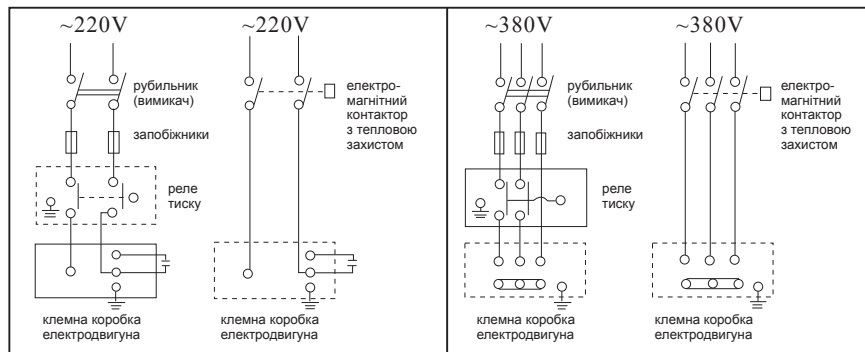 ~220V
~220V
рубильник
(вимикач)
електро-
магнітний
контактор
з тепловою
захистом
запобіжники
реле
тиску
клемна коробка
електродвигуна
клемна коробка
електродвигуна
~380V
~380V
рубильник
(вимикач)
електро-
магнітний
контактор
з тепловою
захистом
запобіжники
реле
тиску
клемна коробка
електродвигуна
клемна коробка
електродвигуна